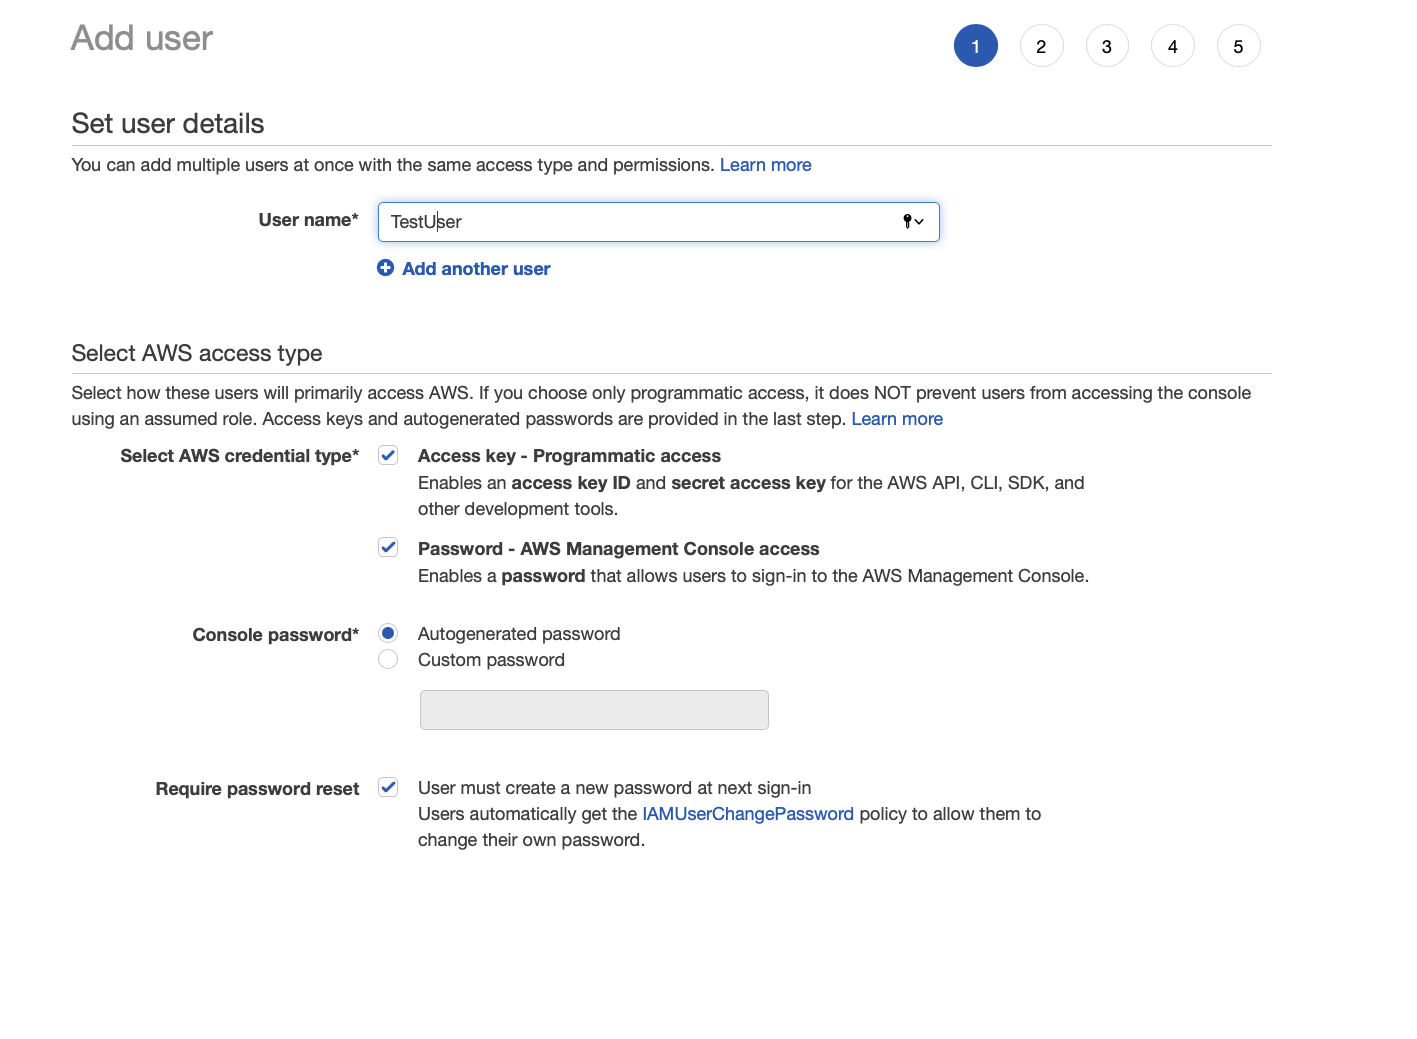 Add user
1 2 3 4 5
Set user details
You can add multiple users at once with the same access type and permissions. Learn more
User name* TestUser
Add another user
Select AWS access type
Select how these users will primarily access AWS. If you choose only programmatic access, it does NOT prevent users from accessing the console
using an assumed role. Access keys and autogenerated passwords are provided in the last step. Learn more
Select AWS credential type* Access key - Programmatic access
Enables an access key ID and secret access key for the AWS API, CLI, SDK, and
other development tools.
Password - AWS Management Console access
Enables a password that allows users to sign-in to the AWS Management Console.
Console password* Autogenerated password
Custom password
Require password reset User must create a new password at next sign-in
Users automatically get the IAMUserChangePassword policy to allow them to
change their own password.